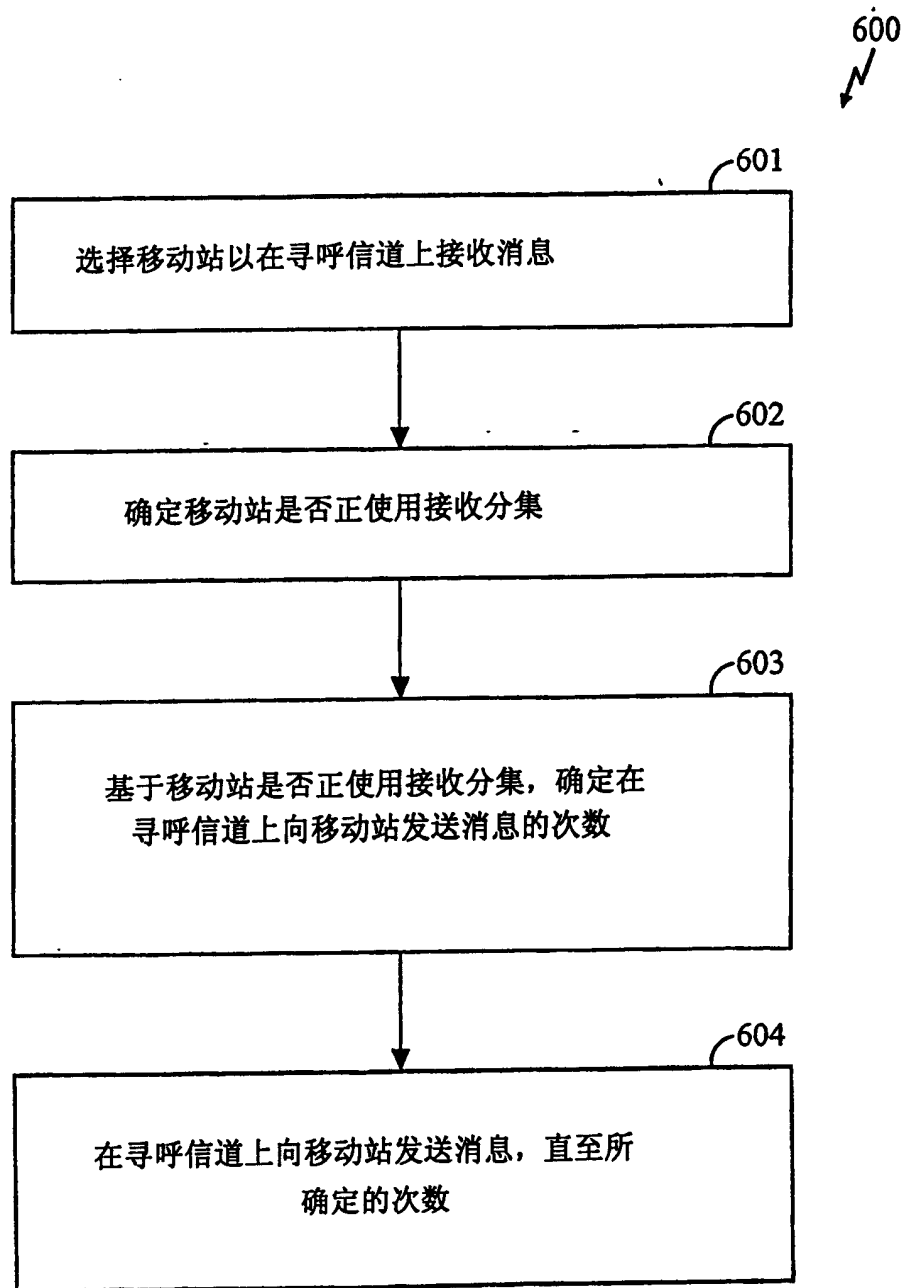 600
601
选择移动站以在寻呼信道上接收消息
602
确定移动站是否正使用接收分集
603
基于移动站是否正使用接收分集，确定在
寻呼信道上向移动站发送消息的次数
604
在寻呼信道上向移动站发送消息，直至所
确定的次数